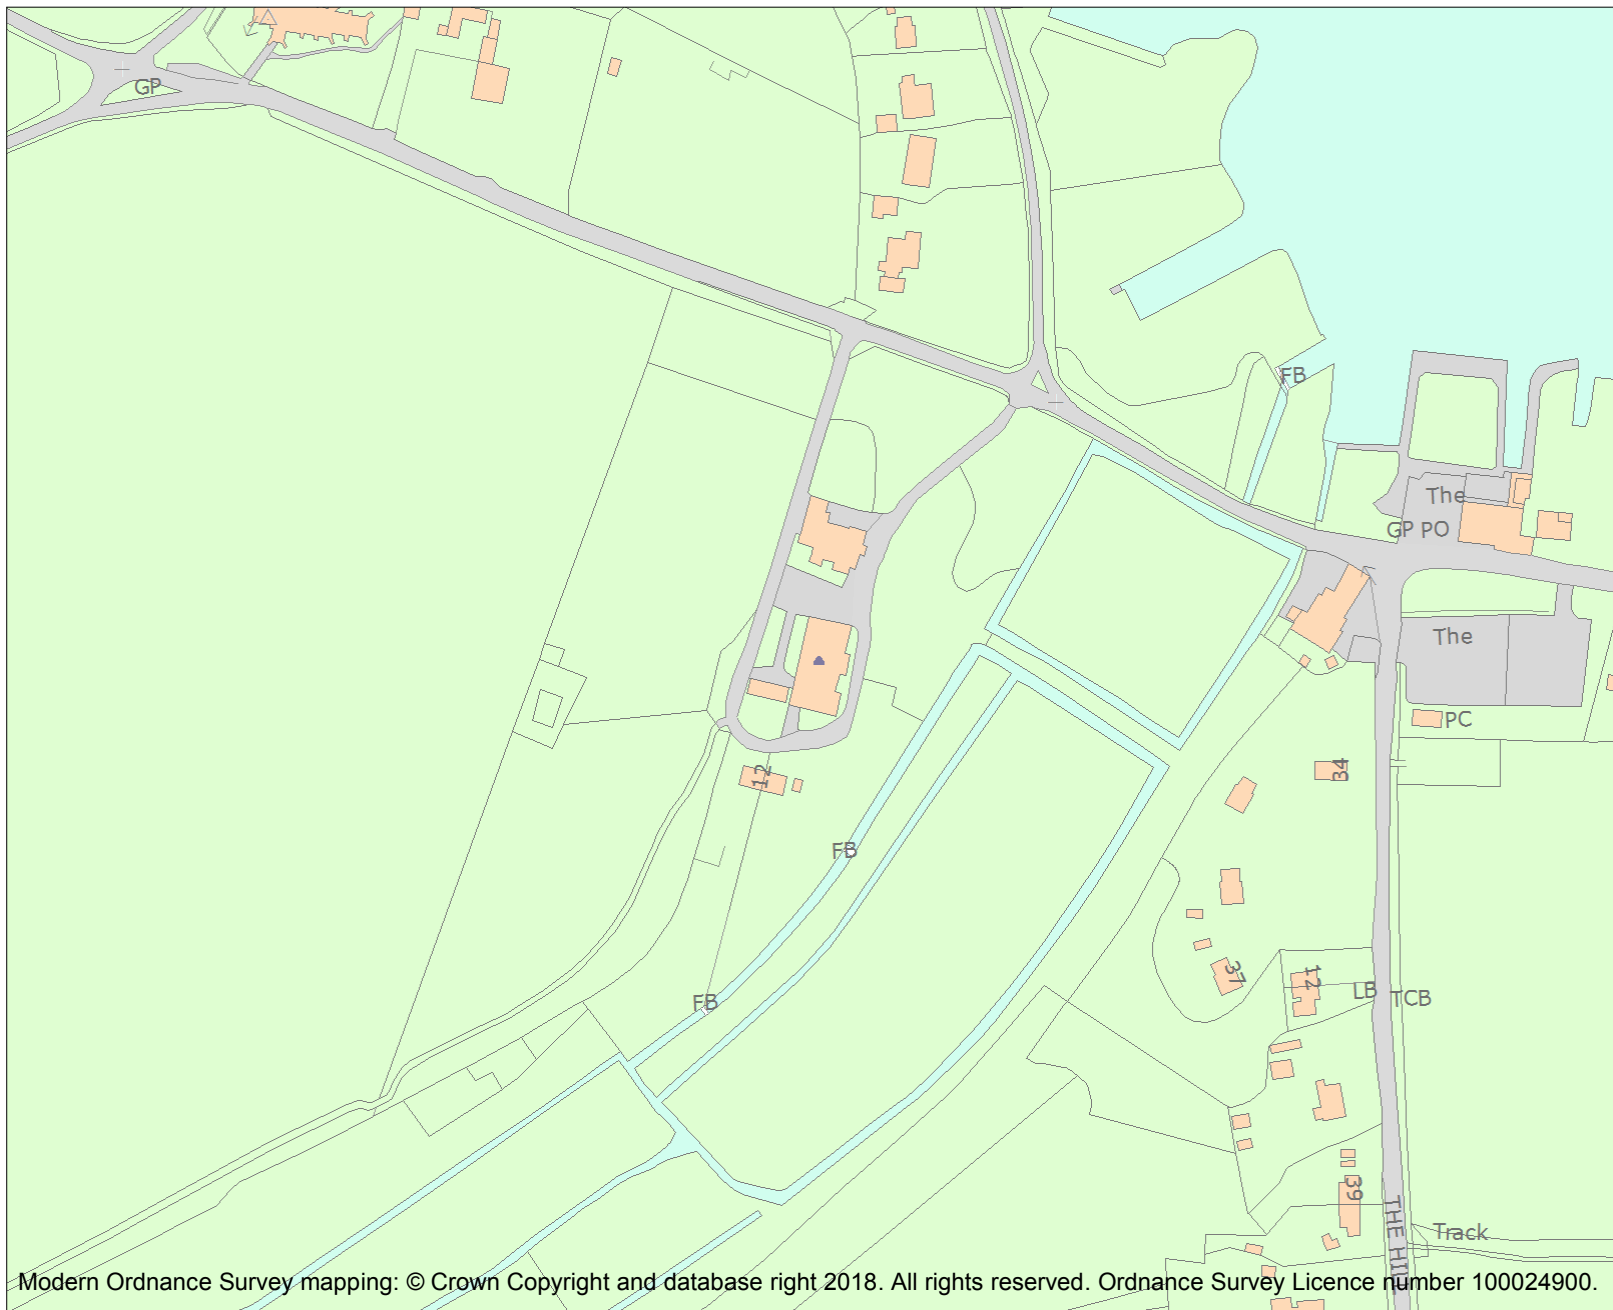 GP
FB
The
GP PO
The
PC
34
12
FB
37
12
LB
TCB
FB
39
THE HILL
Track
Modern Ordnance Survey mapping: © Crown Copyright and database right 2018. All rights reserved. Ordnance Survey Licence number 100024900.